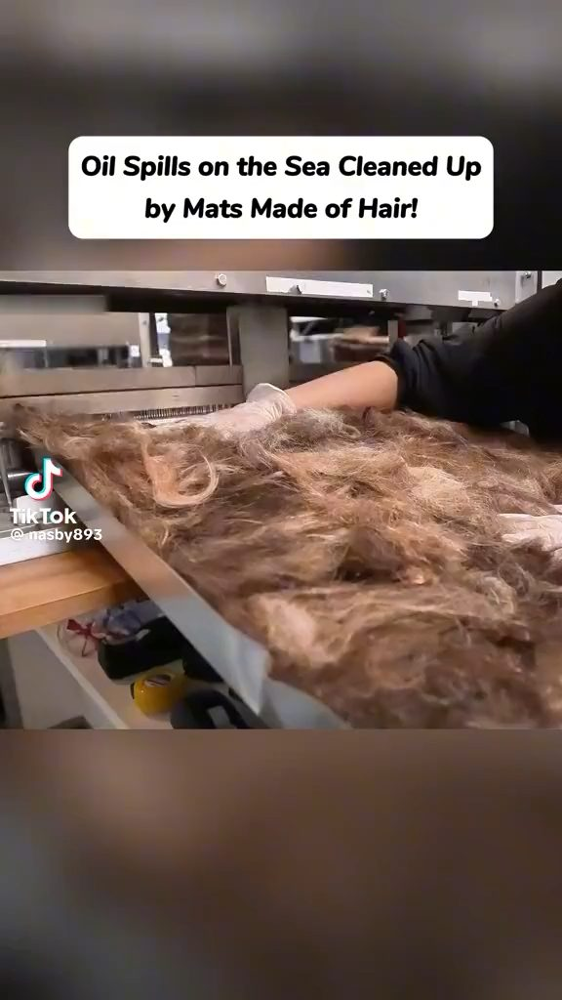 Oil Spills on the Sea Cleaned Up
by Mats Made of Hair!
TikTok
@nasby893